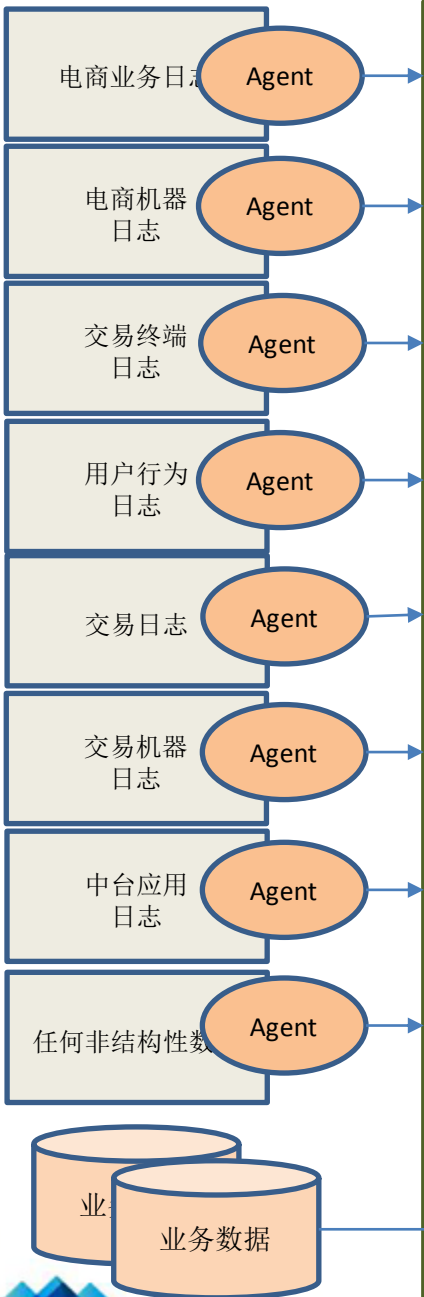 电商业务日志
Agent
电商机器
日志
Agent
交易终端
日志
Agent
用户行为
日志
Agent
交易日志
Agent
交易机器
日志
Agent
中台应用
日志
Agent
任何非结构性数
Agent
业
业务数据